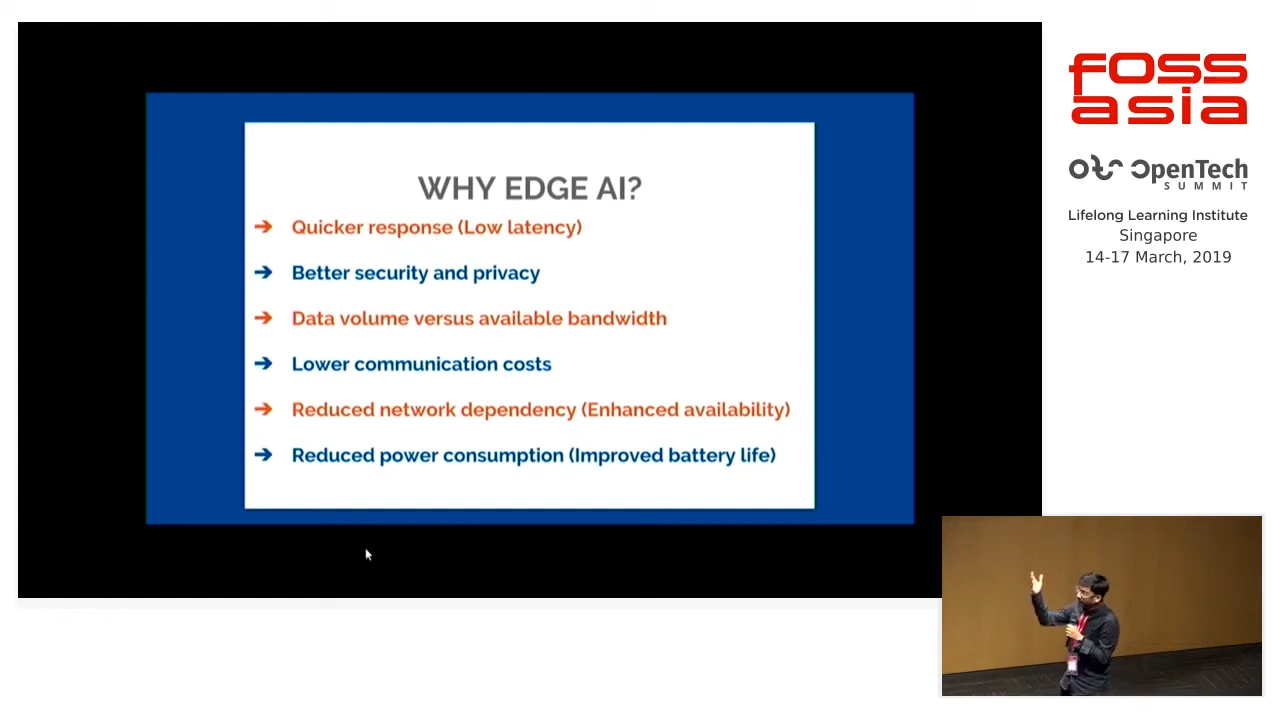 WHY EDGE AI?
➔ Quicker response (Low latency)
➔ Better security and privacy
➔ Data volume versus available bandwidth
➔ Lower communication costs
➔ Reduced network dependency (Enhanced availability)
➔ Reduced power consumption (Improved battery life)
FOSS
asia
OpenTech
SUMMIT
Lifelong Learning Institute
Singapore
14-17 March, 2019